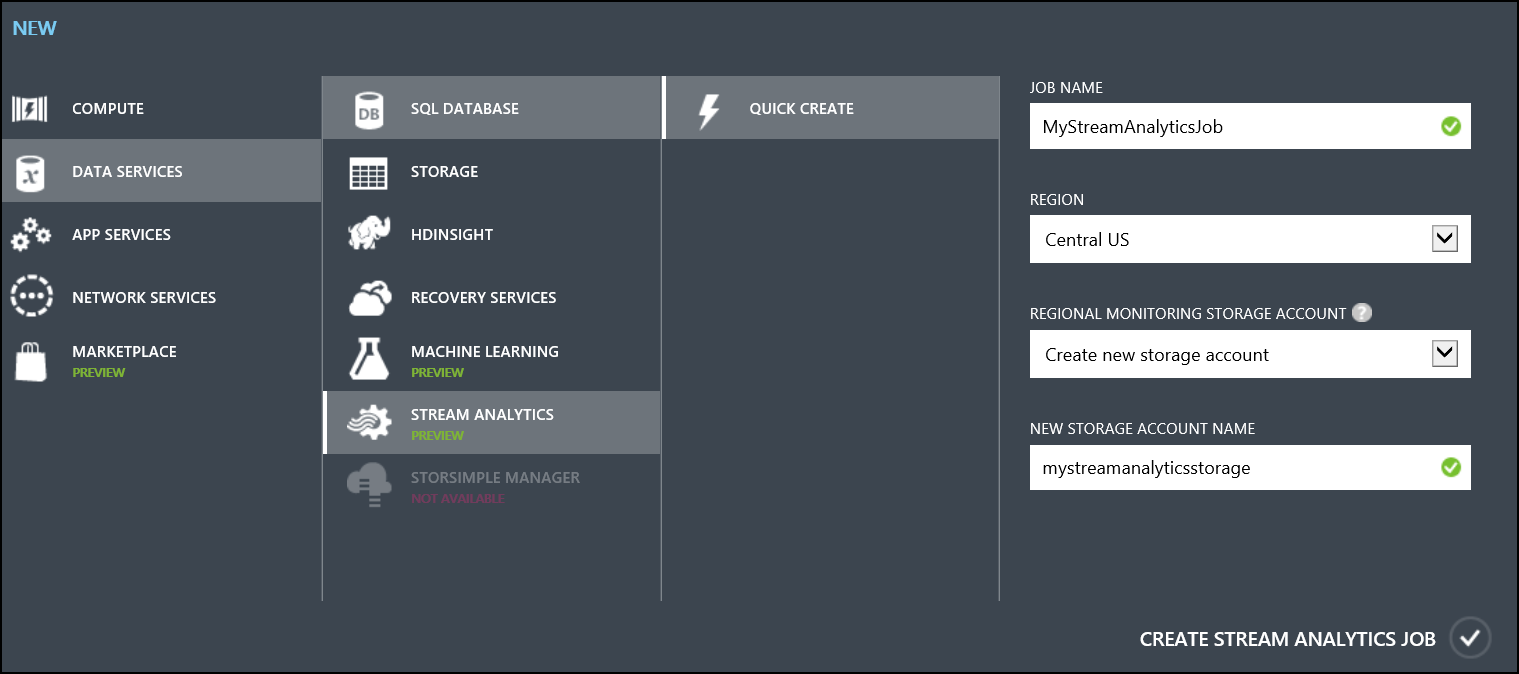 NEW
COMPUTE
DATA SERVICES
APP SERVICES
NETWORK SERVICES
MARKETPLACE
PREVIEW
DB
SQL DATABASE
STORAGE
HDINSIGHT
RECOVERY SERVICES
MACHINE LEARNING
PREVIEW
STREAM ANALYTICS
PREVIEW
STORSIMPLE MANAGER
NOT AVAILABLE
QUICK CREATE
JOB NAME
MyStreamAnalyticsJob
REGION
Central US
REGIONAL MONITORING STORAGE ACCOUNT ?
Create new storage account
NEW STORAGE ACCOUNT NAME
mystreamanalyticsstorage
CREATE STREAM ANALYTICS JOB